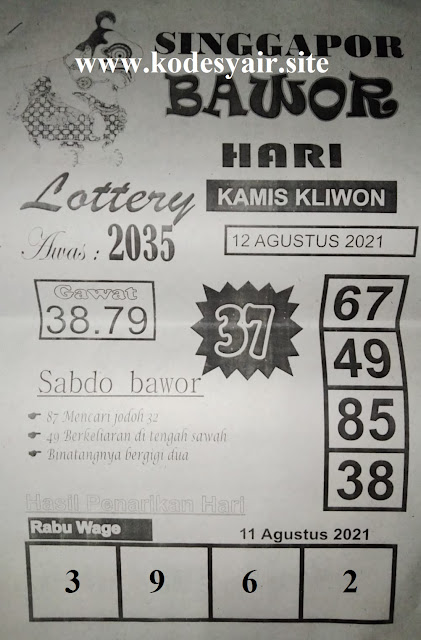 SINGGAPOR
www.kodesyair.site
BAWOR
HARI
Lottery
KAMIS KLIWON
Awas : 2035
12 AGUSTUS 2021
Gawat
38.79
37
67
49
85
38
Sabdo bawor
87 Mencari jodoh 32
49 Berkeliaran di tengah sawah
Binatangnya bergigi dua
Hasil Penarikan Hari
Rabu Wage
11 Agustus 2021
3 9 6 2